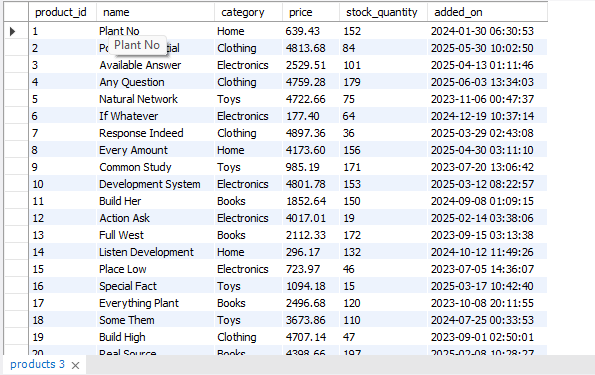 product_id name category price stock_quantity added_on
1 Plant No Home 639.43 152 2024-01-30 06:30:53
2 Po Plant No tial Clothing 4813.68 84 2025-05-30 10:02:50
3 Available Answer Electronics 2529.51 101 2025-04-13 01:11:46
4 Any Question Clothing 4759.28 179 2025-06-03 13:34:03
5 Natural Network Toys 4722.66 75 2023-11-06 00:47:37
6 If Whatever Electronics 177.40 64 2024-12-19 10:37:14
7 Response Indeed Clothing 4897.36 36 2025-03-29 02:43:08
8 Every Amount Home 4173.60 156 2025-04-30 03:11:10
9 Common Study Toys 985.19 171 2023-07-20 13:06:42
10 Development System Electronics 4801.78 153 2025-03-12 08:22:57
11 Build Her Books 1852.64 150 2024-09-08 01:09:15
12 Action Ask Electronics 4017.01 19 2025-02-14 03:38:06
13 Full West Books 2112.33 172 2023-09-15 03:13:38
14 Listen Development Home 296.17 132 2024-10-12 11:49:26
15 Place Low Electronics 723.97 46 2023-07-05 14:36:07
16 Special Fact Toys 1094.18 15 2025-03-17 10:42:40
17 Everything Plant Books 2496.68 120 2023-10-08 20:11:55
18 Some Them Toys 3673.86 110 2024-07-25 00:33:53
19 Build High Clothing 4707.14 47 2023-09-01 02:50:01
20 Real Source Books 4398.66 197 2025-02-08 10:28:27
products 3